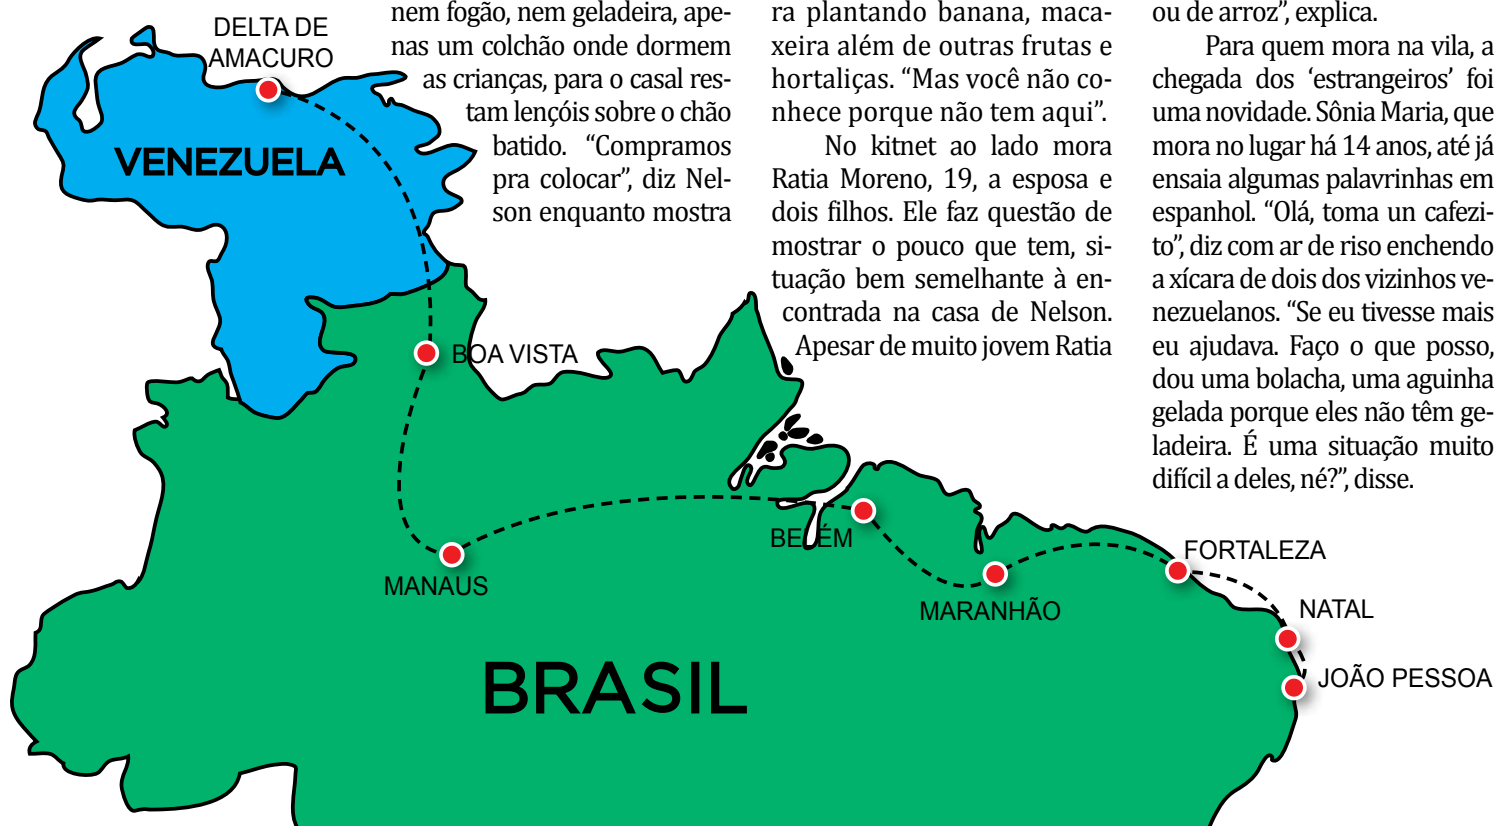 nem fogão, nem geladeira, ape-
nas um colchão onde dormem
as crianças, para o casal res-
tam lençóis sobre o chão
batido. “Compramos
pra colocar”, diz Nel-
son enquanto mostra
ra plantando banana, maca-
xeira além de outras frutas e
hortaliças. “Mas você não co-
nhece porque não tem aqui”.
No kitnet ao lado mora
Ratia Moreno, 19, a esposa e
dois filhos. Ele faz questão de
mostrar o pouco que tem, si-
tuação bem semelhante à en-
contrada na casa de Nelson.
Apesar de muito jovem Ratia
ou de arroz”, explica.
Para quem mora na vila, a
chegada dos ‘estrangeiros’ foi
uma novidade. Sônia Maria, que
mora no lugar há 14 anos, até já
ensaia algumas palavrinhas em
espanhol. “Olá, toma un cafezi-
to”, diz com ar de riso enchendo
a xícara de dois dos vizinhos ve-
nezuelanos. “Se eu tivesse mais
eu ajudava. Faço o que posso,
dou uma bolacha, uma aguinha
gelada porque eles não têm ge-
ladeira. É uma situação muito
difícil a deles, né?”, disse.
DELTA DE
AMACURO
VENEZUELA
BOA VISTA
MANAUS
BELÉM
MARANHÃO
FORTALEZA
NATAL
JOÃO PESSOA
BRASIL